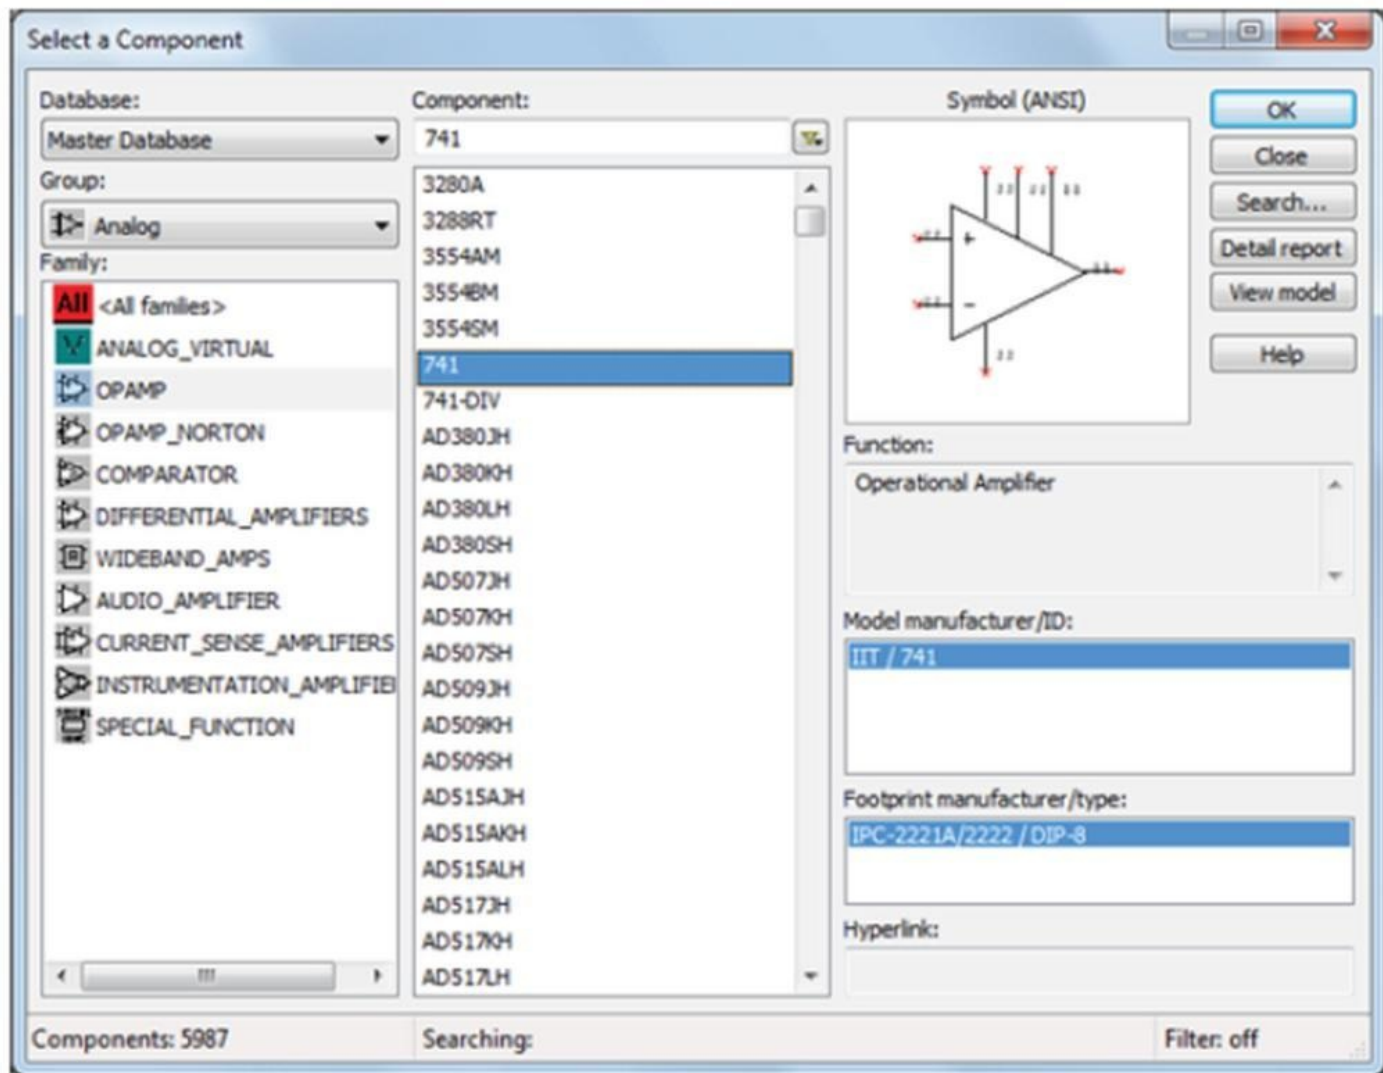 Select a Component
Database:
Master Database
Group:
Analog
Family:
All <All families>
ANALOG_VIRTUAL
OPAMP
OPAMP_NORTON
COMPARATOR
DIFFERENTIAL_AMPLIFIERS
WIDEBAND_AMPS
AUDIO_AMPLIFIER
CURRENT_SENSE_AMPLIFIERS
INSTRUMENTATION_AMPLIFIE
SPECIAL_FUNCTION
Component:
741
3280A
3288RT
3554AM
3554BM
3554SM
741
741-DIV
AD380JH
AD380KH
AD380LH
AD380SH
AD507JH
AD507KH
AD507SH
AD509JH
AD509KH
AD509SH
AD515AJH
AD515AKH
AD515ALH
AD517JH
AD517KH
AD517LH
Symbol (ANSI)
+
−
Function:
Operational Amplifier
Model manufacturer/ID:
IIT / 741
Footprint manufacturer/type:
IPC-2221A/2222 / DIP-8
Hyperlink:
OK
Close
Search...
Detail report
View model
Help
Components: 5987
Searching:
Filter: off